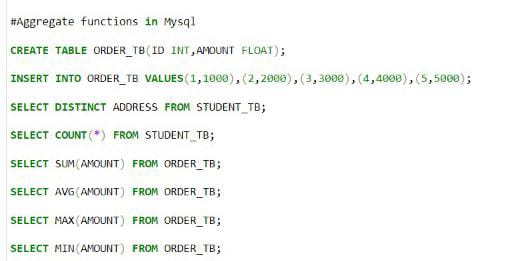 #Aggregate functions in Mysql
CREATE TABLE ORDER_TB(ID INT,AMOUNT FLOAT);
INSERT INTO ORDER_TB VALUES(1,1000),(2,2000),(3,3000),(4,4000),(5,5000);
SELECT DISTINCT ADDRESS FROM STUDENT_TB;
SELECT COUNT(*) FROM STUDENT_TB;
SELECT SUM(AMOUNT) FROM ORDER_TB;
SELECT AVG(AMOUNT) FROM ORDER_TB;
SELECT MAX(AMOUNT) FROM ORDER_TB;
SELECT MIN(AMOUNT) FROM ORDER_TB;